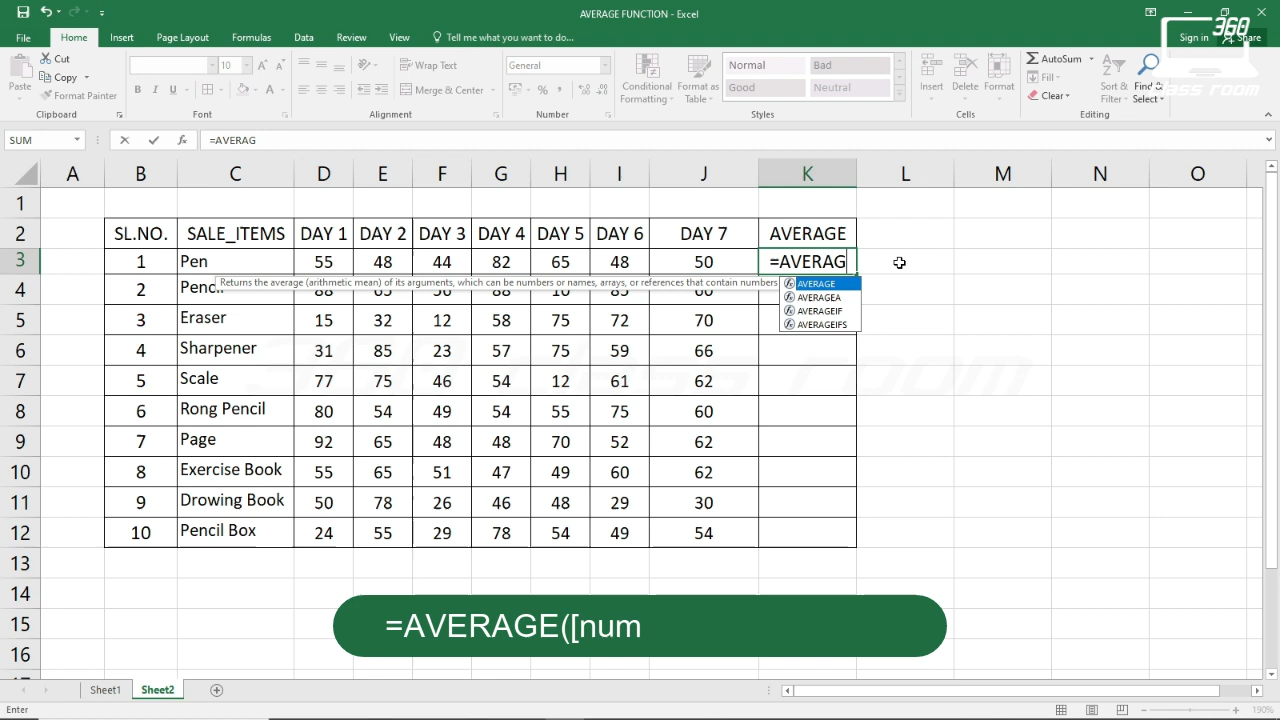 AVERAGE FUNCTION - Excel
Sign in Share
360
File Home Insert Page Layout Formulas Data Review View Tell me what you want to do...
Paste Cut Copy Format Painter
10 B I U
Wrap Text Merge & Center
General % ,
Conditional Formatting Format as Table
Normal Bad Good Neutral
Insert Delete Format
AutoSum Fill Clear
Sort & Filter Find & Select
class room
Clipboard Font Alignment Number Styles Cells Editing
SUM fx =AVERAG
A B C D E F G H I J K L M N O
1
2 SL.NO. SALE_ITEMS DAY 1 DAY 2 DAY 3 DAY 4 DAY 5 DAY 6 DAY 7 AVERAGE
3 1 Pen 55 48 44 82 65 48 50 =AVERAG
Returns the average (arithmetic mean) of its arguments, which can be numbers or names, arrays, or references that contain numbers
AVERAGE
AVERAGEA
AVERAGEIF
AVERAGEIFS
4 2
5 3 Eraser 15 32 12 58 75 72 70
6 4 Sharpener 31 85 23 57 75 59 66
360 class room
7 5 Scale 77 75 46 54 12 61 62
8 6 Rong Pencil 80 54 49 54 55 75 60
9 7 Page 92 65 48 48 70 52 62
10 8 Exercise Book 55 65 51 47 49 60 62
11 9 Drowing Book 50 78 26 46 48 29 30
12 10 Pencil Box 24 55 29 78 54 49 54
13
14
15
16
=AVERAGE([num
Sheet1 Sheet2
Enter
190%